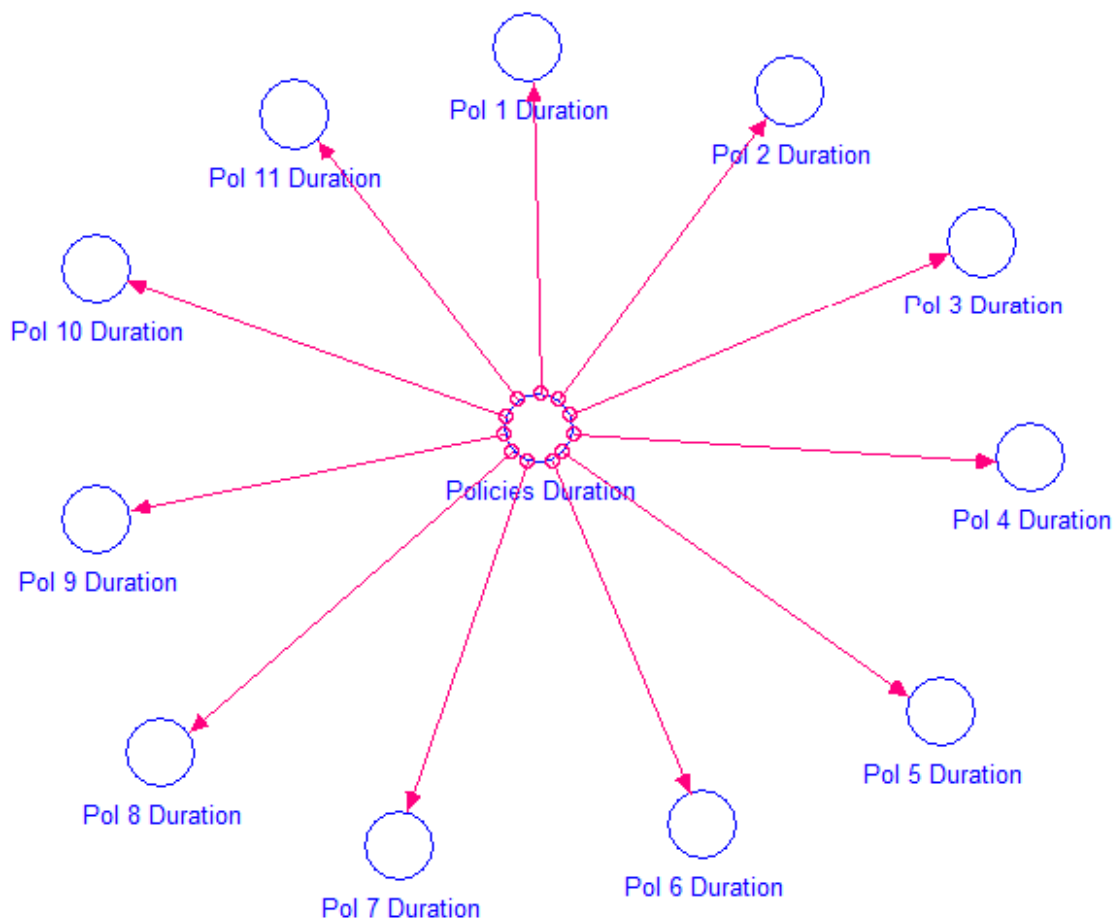 Pol 1 Duration
Pol 2 Duration
Pol 11 Duration
Pol 3 Duration
Pol 10 Duration
Policies Duration
Pol 4 Duration
Pol 9 Duration
Pol 5 Duration
Pol 8 Duration
Pol 6 Duration
Pol 7 Duration